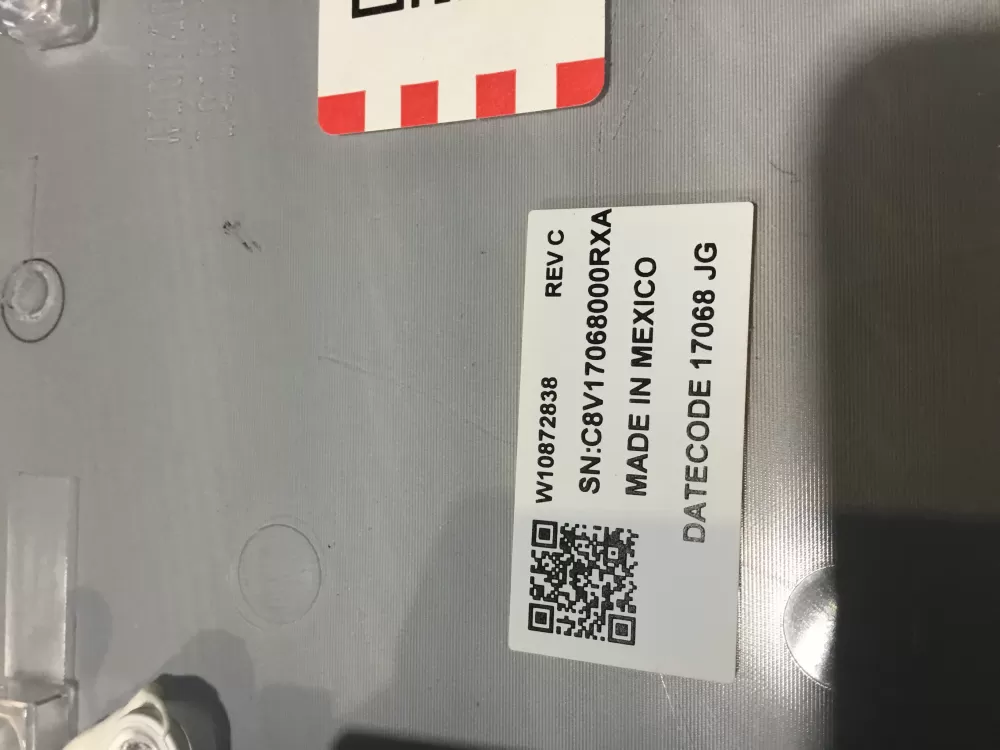 W10872838 REV C
SN:C8V17068000RXA
MADE IN MEXICO
DATECODE 17068 JG